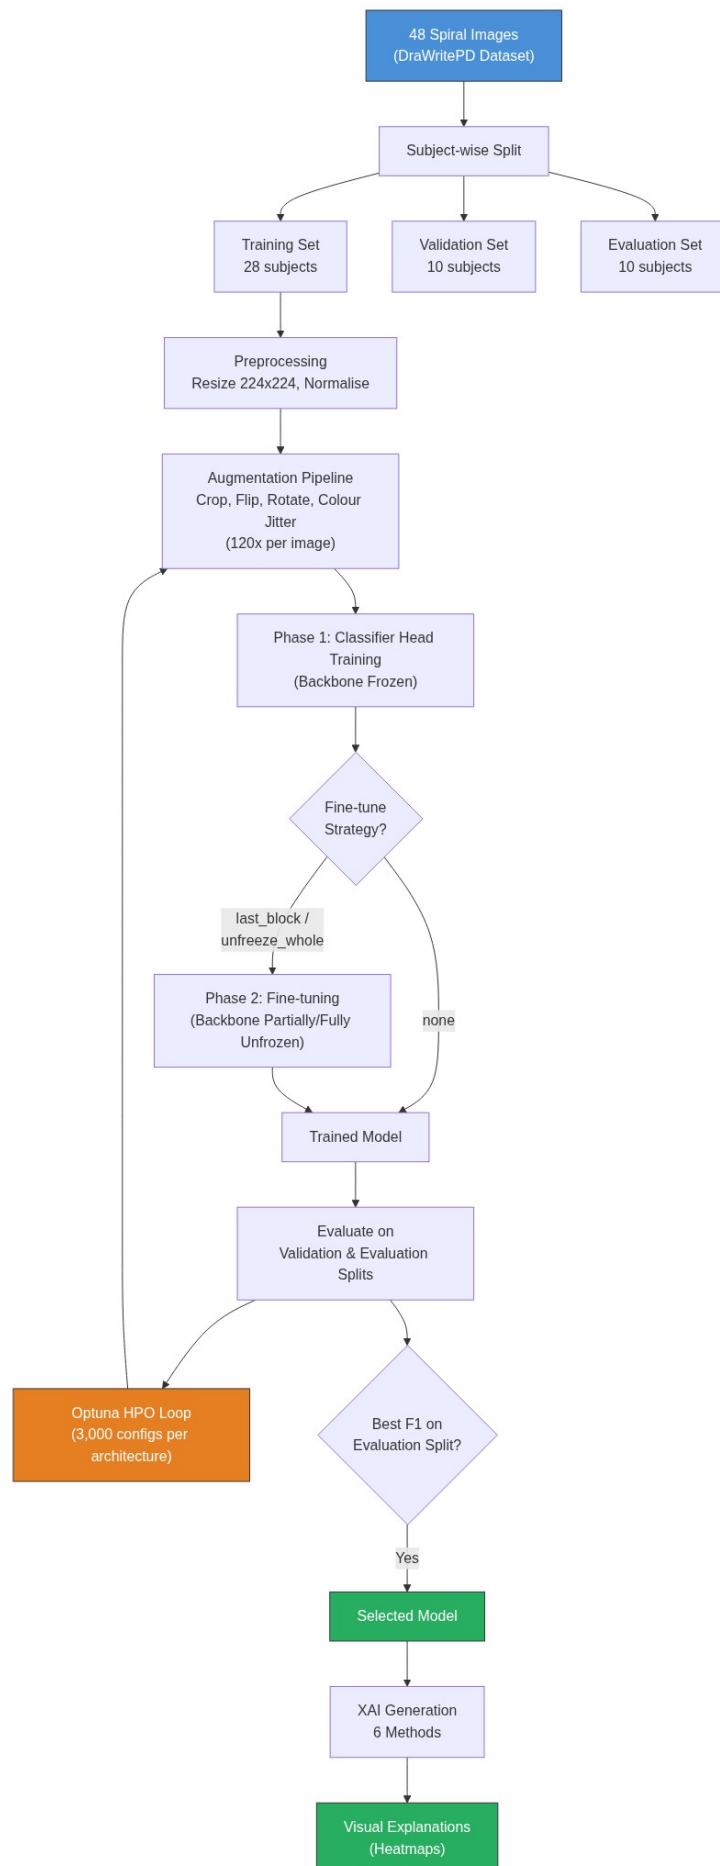 48 Spiral Images
(DraWritePD Dataset)
Subject-wise Split
Training Set
28 subjects
Validation Set
10 subjects
Evaluation Set
10 subjects
Preprocessing
Resize 224x224, Normalise
Augmentation Pipeline
Crop, Flip, Rotate, Colour
Jitter
(120x per image)
Phase 1: Classifier Head
Training
(Backbone Frozen)
Fine-tune
Strategy?
last_block /
unfreeze_whole
Phase 2: Fine-tuning
(Backbone Partially/Fully
Unfrozen)
none
Trained Model
Evaluate on
Validation & Evaluation
Splits
Optuna HPO Loop
(3,000 configs per
architecture)
Best F1 on
Evaluation Split?
Yes
Selected Model
XAI Generation
6 Methods
Visual Explanations
(Heatmaps)